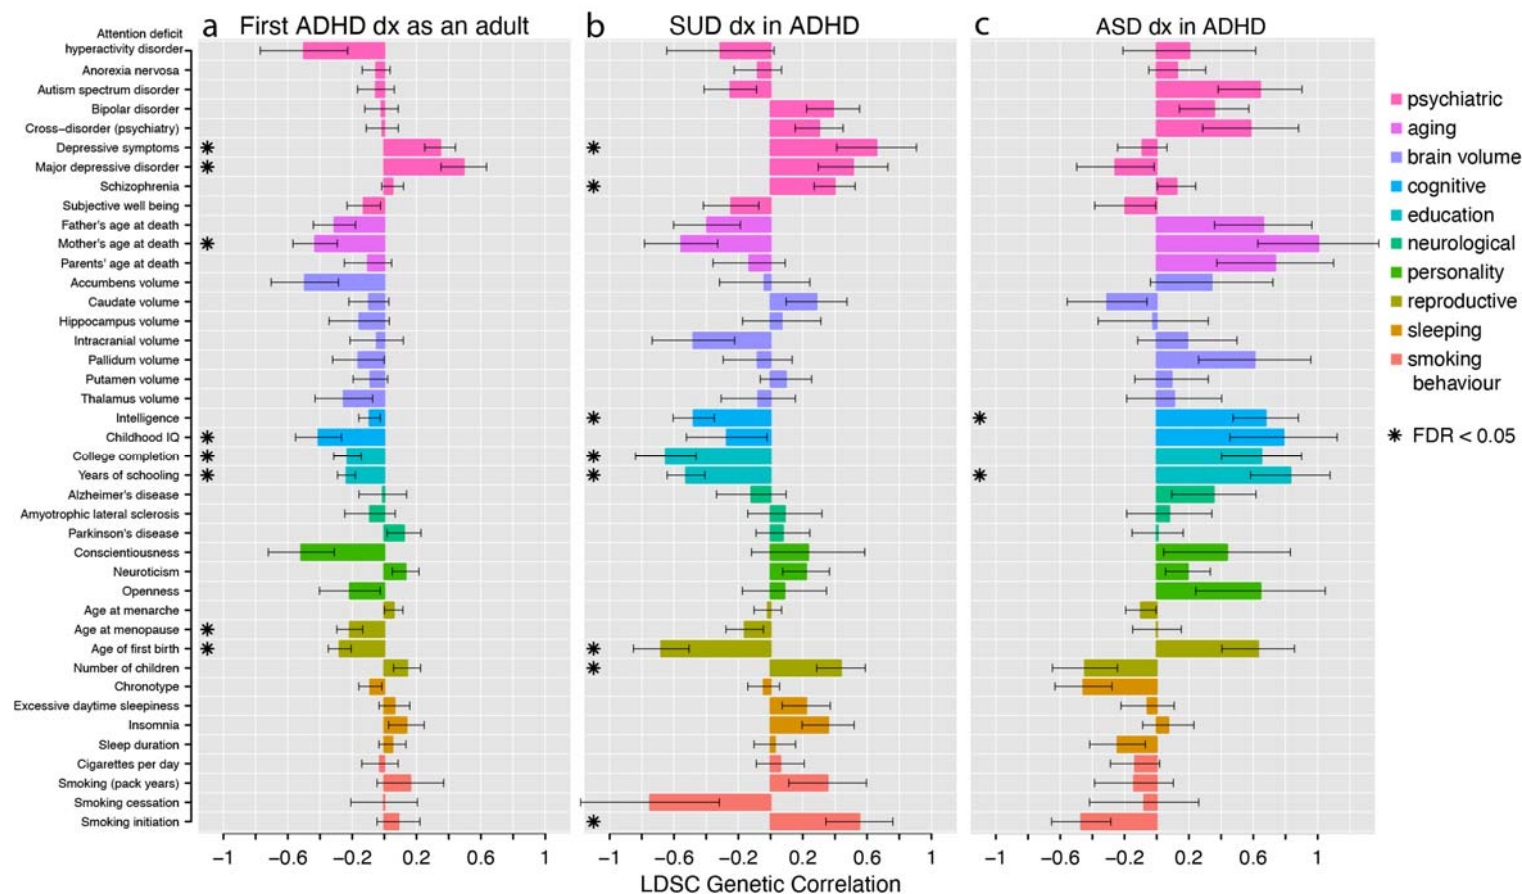 a First ADHD dx as an adult
b SUD dx in ADHD
c ASD dx in ADHD
Attention deficit
hyperactivity disorder
Anorexia nervosa
Autism spectrum disorder
Bipolar disorder
Cross-disorder (psychiatry)
Depressive symptoms
Major depressive disorder
Schizophrenia
Subjective well being
Father's age at death
Mother's age at death
Parents' age at death
Accumbens volume
Caudate volume
Hippocampus volume
Intracranial volume
Pallidum volume
Putamen volume
Thalamus volume
Intelligence
Childhood IQ
College completion
Years of schooling
Alzheimer's disease
Amyotrophic lateral sclerosis
Parkinson's disease
Conscientiousness
Neuroticism
Openness
Age at menarche
Age at menopause
Age of first birth
Number of children
Chronotype
Excessive daytime sleepiness
Insomnia
Sleep duration
Cigarettes per day
Smoking (pack years)
Smoking cessation
Smoking initiation
−1 −0.6 −0.2 0.2 0.6 1
−1 −0.6 −0.2 0.2 0.6 1
−1 −0.6 −0.2 0.2 0.6 1
LDSC Genetic Correlation
psychiatric
aging
brain volume
cognitive
education
neurological
personality
reproductive
sleeping
smoking
behaviour
✷ FDR < 0.05